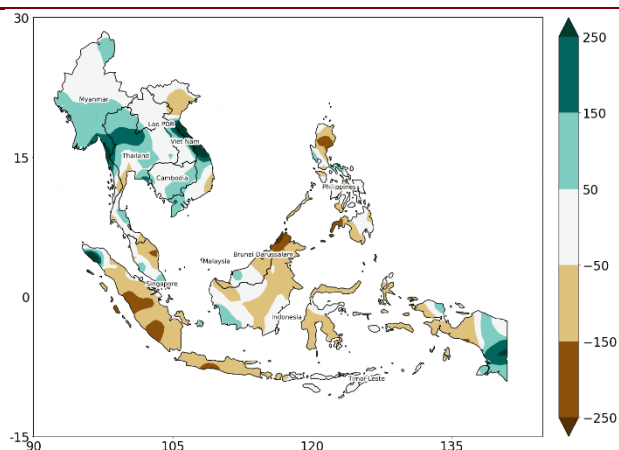 30
15
0
-15
90
105
120
135
Myanmar
Lao PDR
Viet Nam
Thailand
Cambodia
Philippines
Brunei Darussalam
Malaysia
Singapore
Indonesia
Timor-Leste
250
150
50
−50
−150
−250